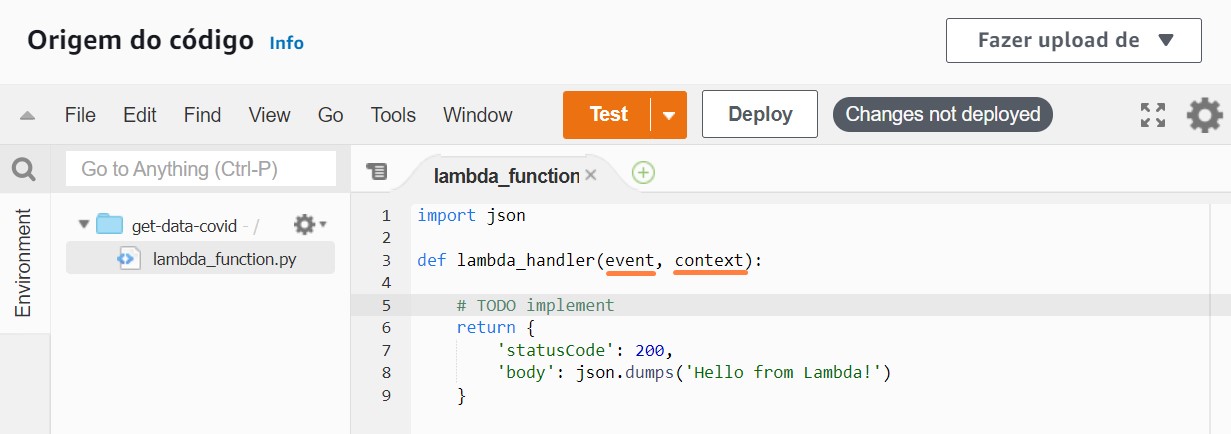 Origem do código Info
Fazer upload de
File Edit Find View Go Tools Window
Test
Deploy
Changes not deployed
Go to Anything (Ctrl-P)
lambda_function
Environment
get-data-covid - /
lambda_function.py
1 import json
2
3 def lambda_handler(event, context):
4
5     # TODO implement
6     return {
7         'statusCode': 200,
8         'body': json.dumps('Hello from Lambda!')
9     }